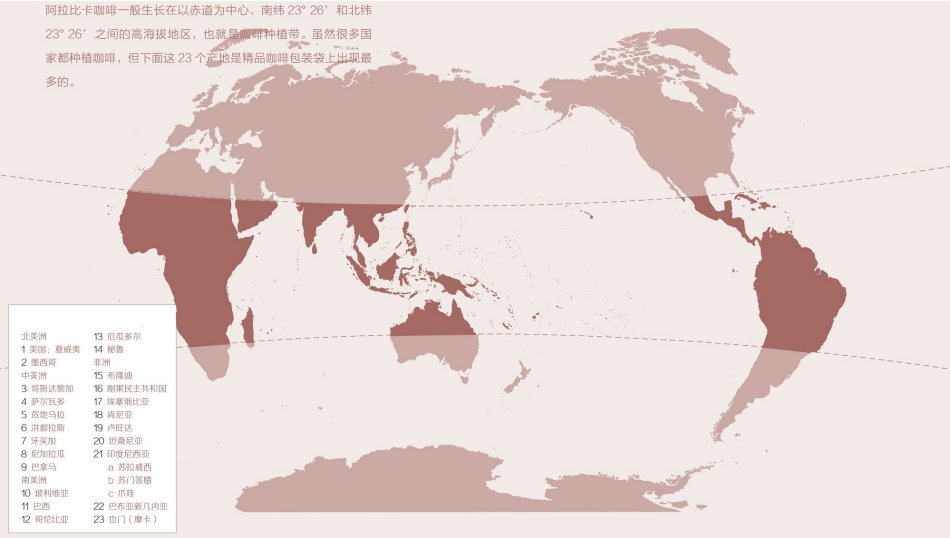 阿拉比卡咖啡一般生长在以赤道为中心、南纬 23° 26′ 和北纬
23° 26′ 之间的高海拔地区，也就是咖啡种植带。虽然很多国
家都种植咖啡，但下面这 23 个产地是精品咖啡包装袋上出现最
多的。
北美洲
1 美国：夏威夷
2 墨西哥
中美洲
3 哥斯达黎加
4 萨尔瓦多
5 危地马拉
6 洪都拉斯
7 牙买加
8 尼加拉瓜
9 巴拿马
南美洲
10 玻利维亚
11 巴西
12 哥伦比亚
13 厄瓜多尔
14 秘鲁
非洲
15 布隆迪
16 刚果民主共和国
17 埃塞俄比亚
18 肯尼亚
19 卢旺达
20 坦桑尼亚
21 印度尼西亚
a 苏拉威西
b 苏门答腊
c 爪哇
22 巴布亚新几内亚
23 也门（摩卡）